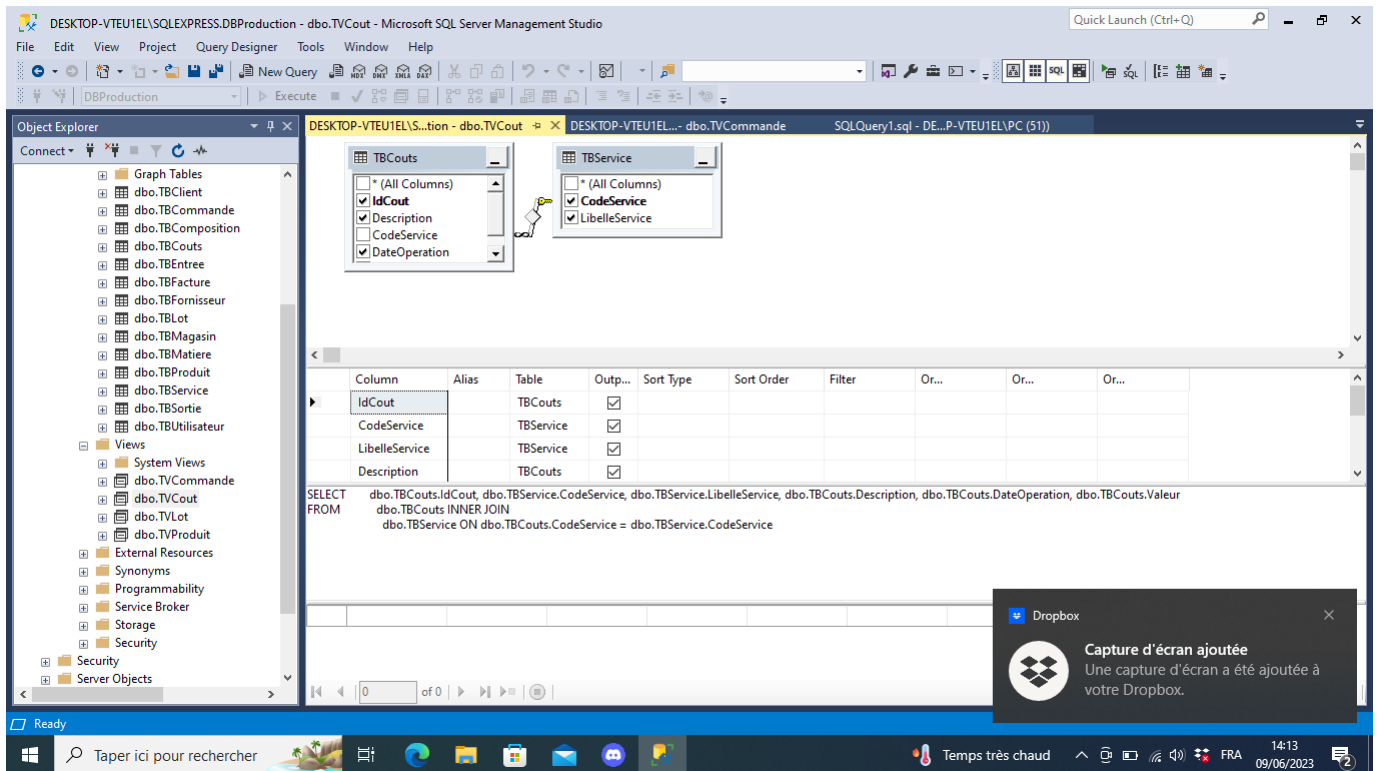 DESKTOP-VTEU1EL\SQLEXPRESS.DBProduction - dbo.TVCout - Microsoft SQL Server Management Studio
Quick Launch (Ctrl+Q)
File Edit View Project Query Designer Tools Window Help
New Query MDX DMX XMLA DAX SQL SQL
DBProduction Execute
Object Explorer
Connect
Graph Tables
dbo.TBClient
dbo.TBCommande
dbo.TBComposition
dbo.TBCouts
dbo.TBEntree
dbo.TBFacture
dbo.TBFornisseur
dbo.TBLot
dbo.TBMagasin
dbo.TBMatiere
dbo.TBProduit
dbo.TBService
dbo.TBSortie
dbo.TBUtilisateur
Views
System Views
dbo.TVCommande
dbo.TVCout
dbo.TVLot
dbo.TVProduit
External Resources
Synonyms
Programmability
Service Broker
Storage
Security
Security
Server Objects
DESKTOP-VTEU1EL\S...tion - dbo.TVCout
DESKTOP-VTEU1EL...- dbo.TVCommande
SQLQuery1.sql - DE...P-VTEU1EL\PC (51))
TBCouts
* (All Columns)
IdCout
Description
CodeService
DateOperation
TBService
* (All Columns)
CodeService
LibelleService
Column Alias Table Outp... Sort Type Sort Order Filter Or... Or... Or...
IdCout TBCouts
CodeService TBService
LibelleService TBService
Description TBCouts
SELECT dbo.TBCouts.IdCout, dbo.TBService.CodeService, dbo.TBService.LibelleService, dbo.TBCouts.Description, dbo.TBCouts.DateOperation, dbo.TBCouts.Valeur
FROM dbo.TBCouts INNER JOIN
dbo.TBService ON dbo.TBCouts.CodeService = dbo.TBService.CodeService
0 of 0
Dropbox
Capture d'écran ajoutée
Une capture d'écran a été ajoutée à
votre Dropbox.
Ready
Taper ici pour rechercher
Temps très chaud
FRA
14:13
09/06/2023
2